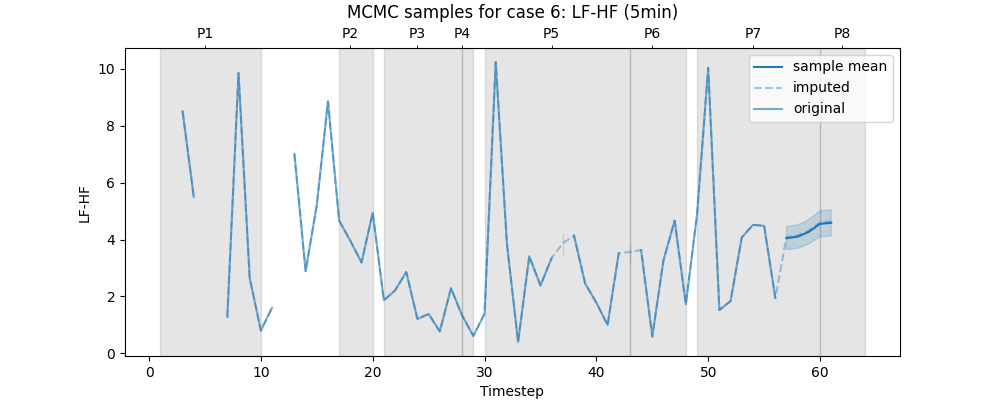 MCMC samples for case 6: LF-HF (5min)
P1 P2 P3 P4 P5 P6 P7 P8
sample mean
imputed
original
LF-HF
10
8
6
4
2
0
0 10 20 30 40 50 60
Timestep